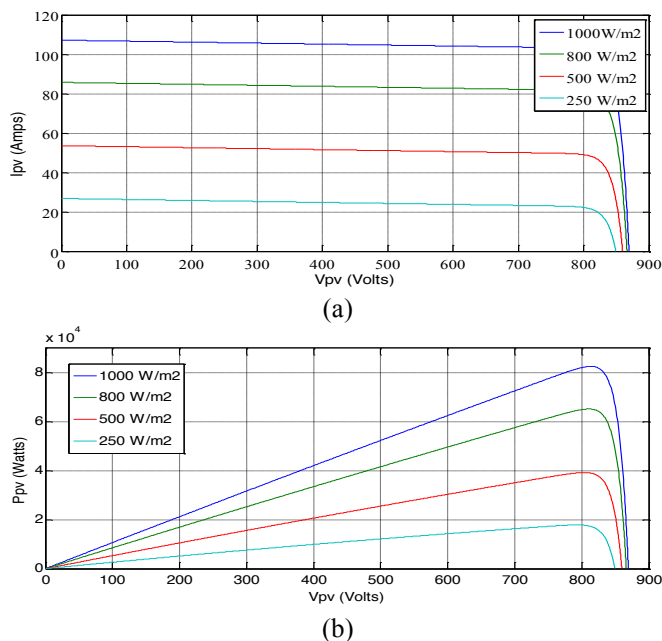 120
100
80
60
40
20
0
Ipv (Amps)
1000W/m2
800 W/m2
500 W/m2
250 W/m2
0 100 200 300 400 500 600 700 800 900
Vpv (Volts)
(a)
x 10^4
8
6
4
2
0
Ppv (Watts)
1000 W/m2
800 W/m2
500 W/m2
250 W/m2
0 100 200 300 400 500 600 700 800 900
Vpv (Volts)
(b)